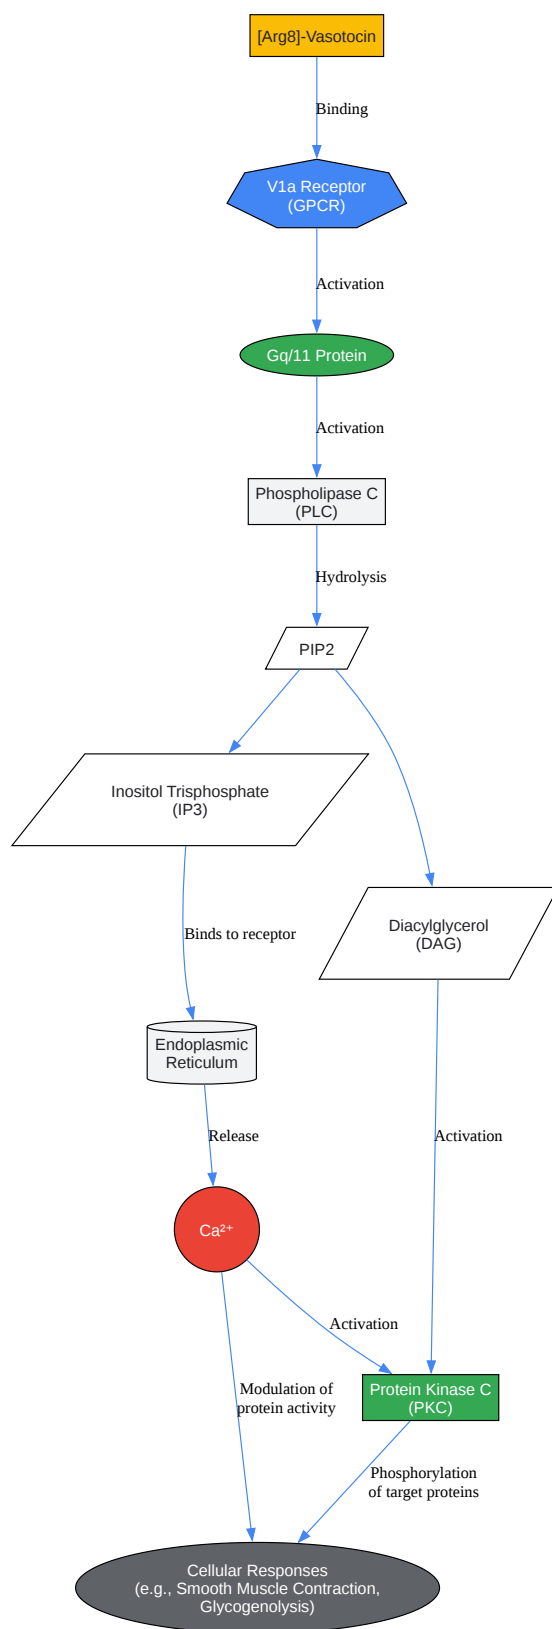 [Arg8]-Vasotocin
Binding
V1a Receptor
(GPCR)
Activation
Gq/11 Protein
Activation
Phospholipase C
(PLC)
Hydrolysis
PIP2
Inositol Trisphosphate
(IP3)
Diacylglycerol
(DAG)
Binds to receptor
Endoplasmic
Reticulum
Release
Activation
Ca²⁺
Activation
Modulation of
protein activity
Protein Kinase C
(PKC)
Phosphorylation
of target proteins
Cellular Responses
(e.g., Smooth Muscle Contraction,
Glycogenolysis)